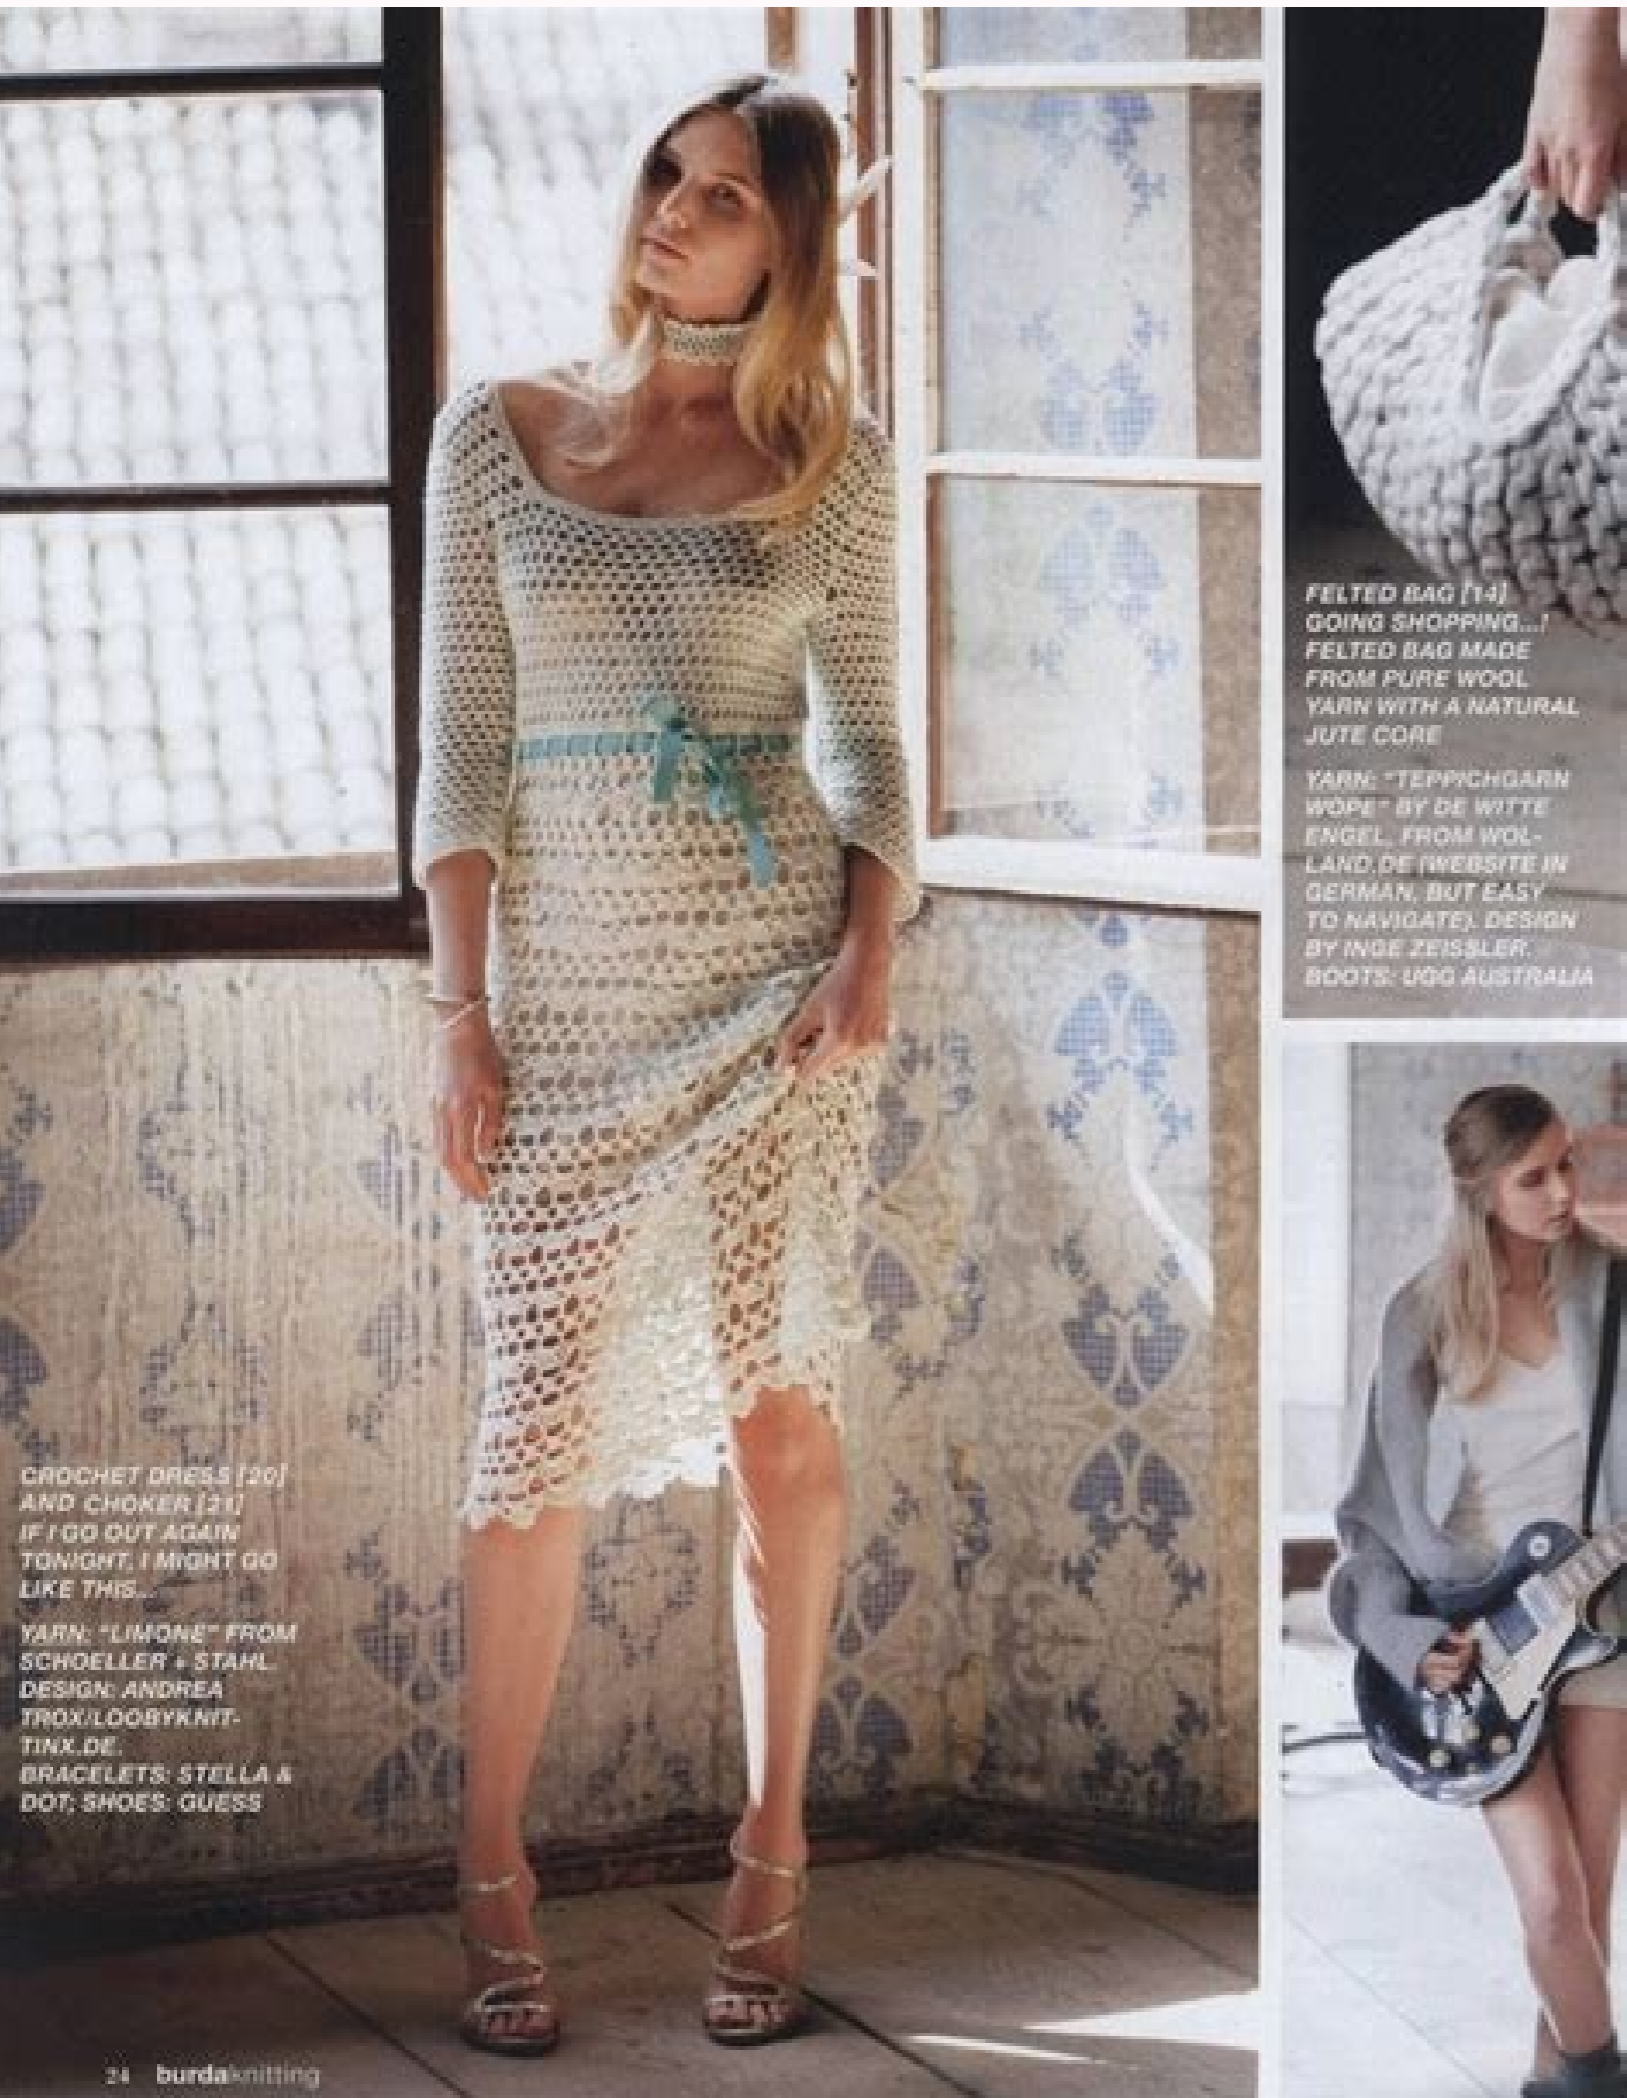 FELTED BAG [14]
GOING SHOPPING...!
FELTED BAG MADE
FROM PURE WOOL
YARN WITH A NATURAL
JUTE CORE
YARN: "TEPPICHGARN
WOPE" BY DE WITTE
ENGEL, FROM WOL-
LAND.DE (WEBSITE IN
GERMAN, BUT EASY
TO NAVIGATE). DESIGN
BY INGE ZEISSLER.
BOOTS: UGG AUSTRALIA
CROCHET DRESS [20]
AND CHOKER [21]
IF I GO OUT AGAIN
TONIGHT, I MIGHT GO
LIKE THIS...
YARN: "LIMONE" FROM
SCHOELLER + STAHL.
DESIGN: ANDREA
TROX/LOOBYKNIT-
TINX.DE.
BRACELETS: STELLA &
DOT; SHOES: GUESS
24 burdaknitting